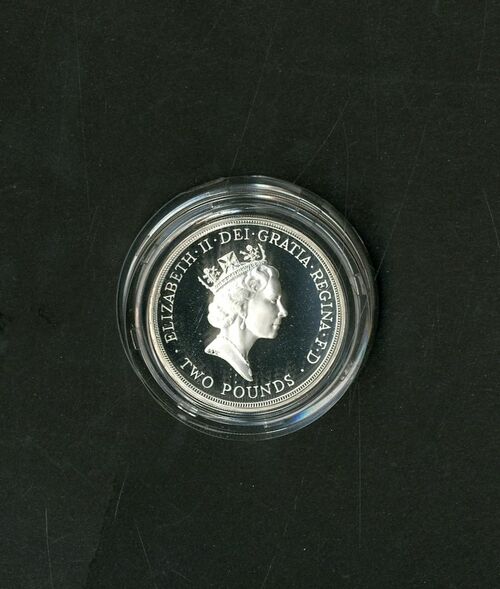 ELIZABETH·II·DEI·GRATIA·REGINA·F·D·
TWO POUNDS·